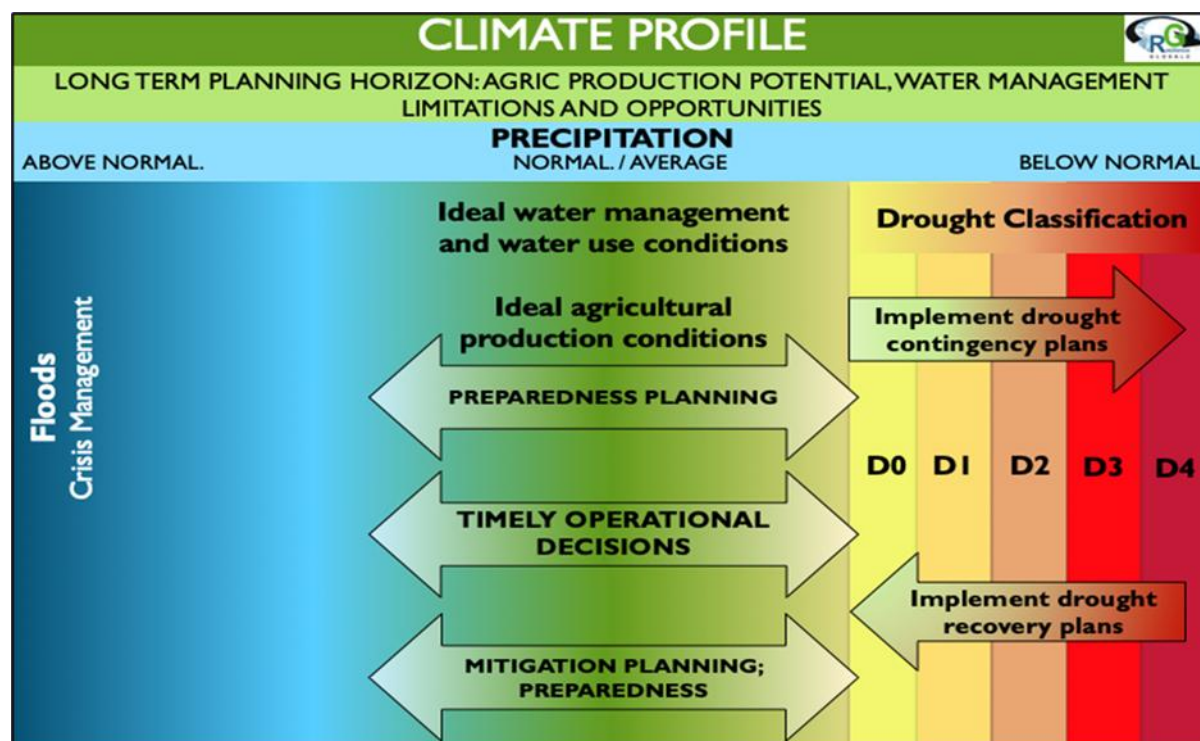 CLIMATE PROFILE
RG
LONG TERM PLANNING HORIZON: AGRIC PRODUCTION POTENTIAL, WATER MANAGEMENT
LIMITATIONS AND OPPORTUNITIES
PRECIPITATION
ABOVE NORMAL.
NORMAL. / AVERAGE
BELOW NORMAL
Ideal water management
and water use conditions
Drought Classification
Ideal agricultural
production conditions
Implement drought
contingency plans
Floods
Crisis Management
PREPAREDNESS PLANNING
D0
D1
D2
D3
D4
TIMELY OPERATIONAL
DECISIONS
Implement drought
recovery plans
MITIGATION PLANNING;
PREPAREDNESS